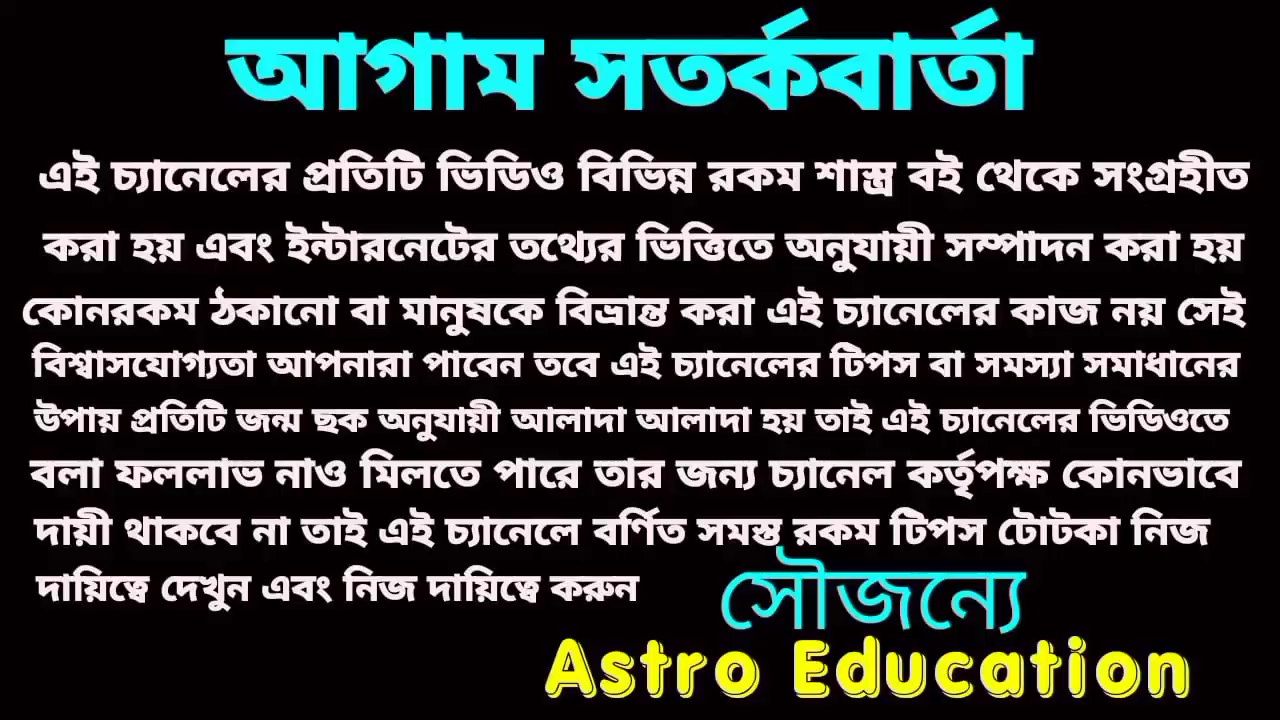 আগাম সতর্কবার্তা
এই চ্যানেলের প্রতিটি ভিডিও বিভিন্ন রকম শাস্ত্র বই থেকে সংগ্রহীত
করা হয় এবং ইন্টারনেটের তথ্যের ভিত্তিতে অনুযায়ী সম্পাদন করা হয়
কোনরকম ঠকানো বা মানুষকে বিভ্রান্ত করা এই চ্যানেলের কাজ নয় সেই
বিশ্বাসযোগ্যতা আপনারা পাবেন তবে এই চ্যানেলের টিপস বা সমস্যা সমাধানের
উপায় প্রতিটি জন্ম ছক অনুযায়ী আলাদা আলাদা হয় তাই এই চ্যানেলের ভিডিওতে
বলা ফললাভ নাও মিলতে পারে তার জন্য চ্যানেল কর্তৃপক্ষ কোনভাবে
দায়ী থাকবে না তাই এই চ্যানেলে বর্ণিত সমস্ত রকম টিপস টোটকা নিজ
দায়িত্বে দেখুন এবং নিজ দায়িত্বে করুন
সৌজন্যে
Astro Education